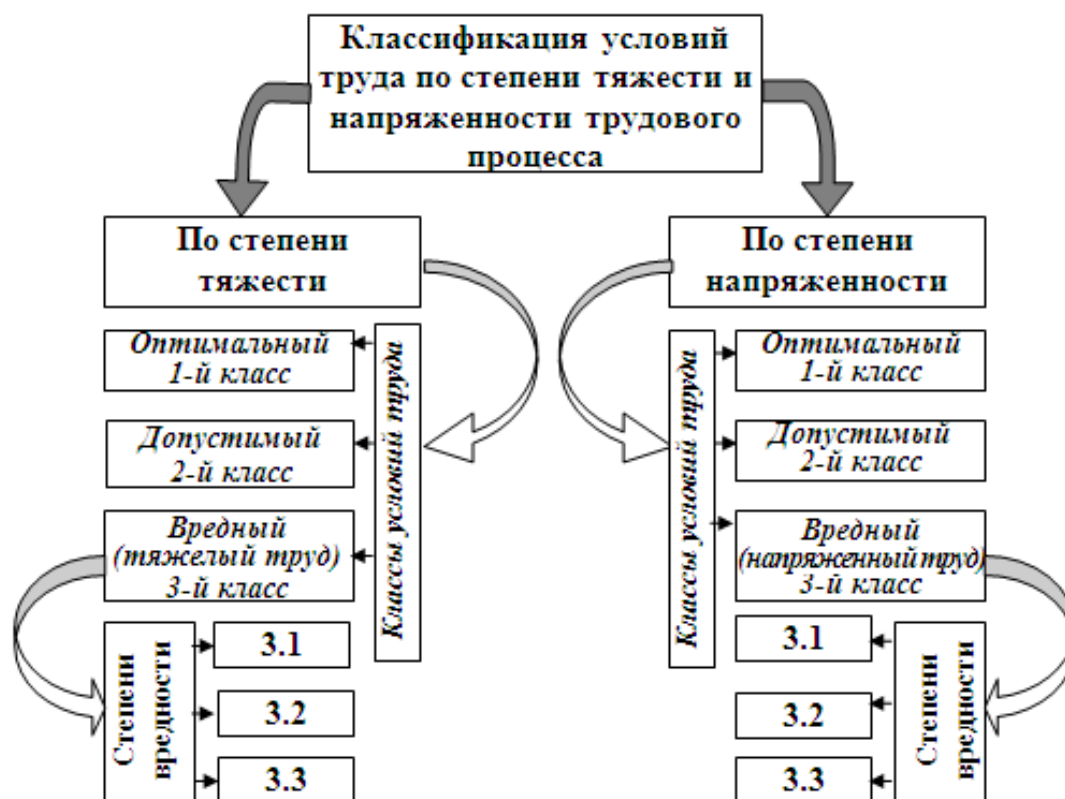 Классификация условий
труда по степени тяжести и
напряженности трудового
процесса
По степени
тяжести
Оптимальный
1-й класс
Допустимый
2-й класс
Вредный
(тяжелый труд)
3-й класс
Классы условий труда
Степени
вредности
3.1
3.2
3.3
По степени
напряженности
Классы условий труда
Оптимальный
1-й класс
Допустимый
2-й класс
Вредный
(напряженный труд)
3-й класс
3.1
3.2
3.3
Степени
вредности